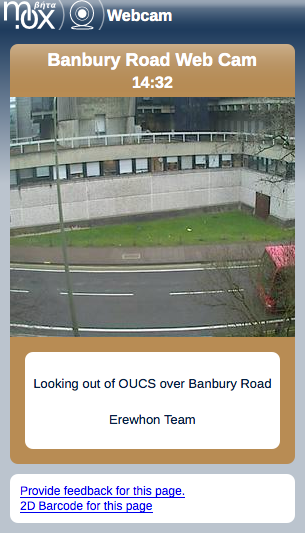 m.ox βήτα
Webcam
Banbury Road Web Cam
14:32
Looking out of OUCS over Banbury Road
Erewhon Team
Provide feedback for this page.
2D Barcode for this page